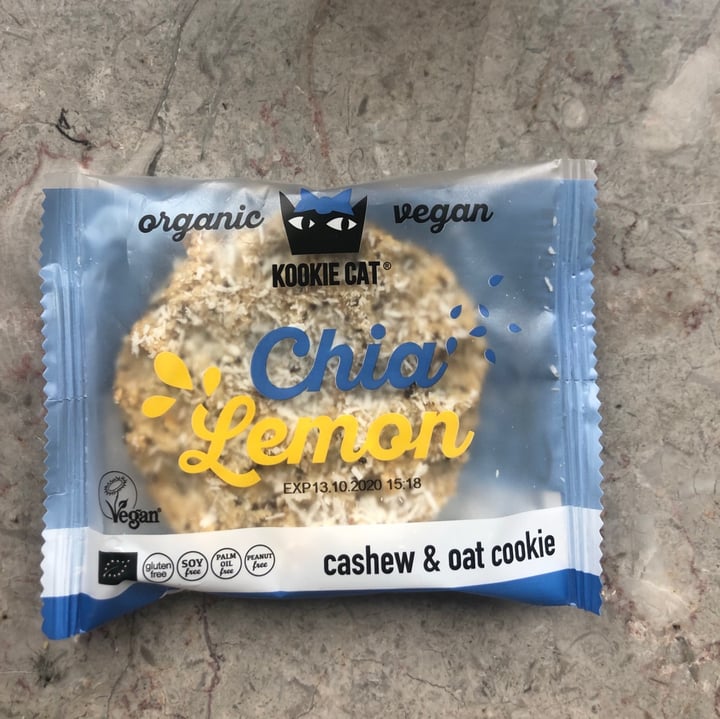 organic vegan
KOOKIE CAT®
Chia
Lemon
EXP13.10.2020 15:18
Vegan
gluten free SOY free PALM OIL free PEANUT free
cashew & oat cookie